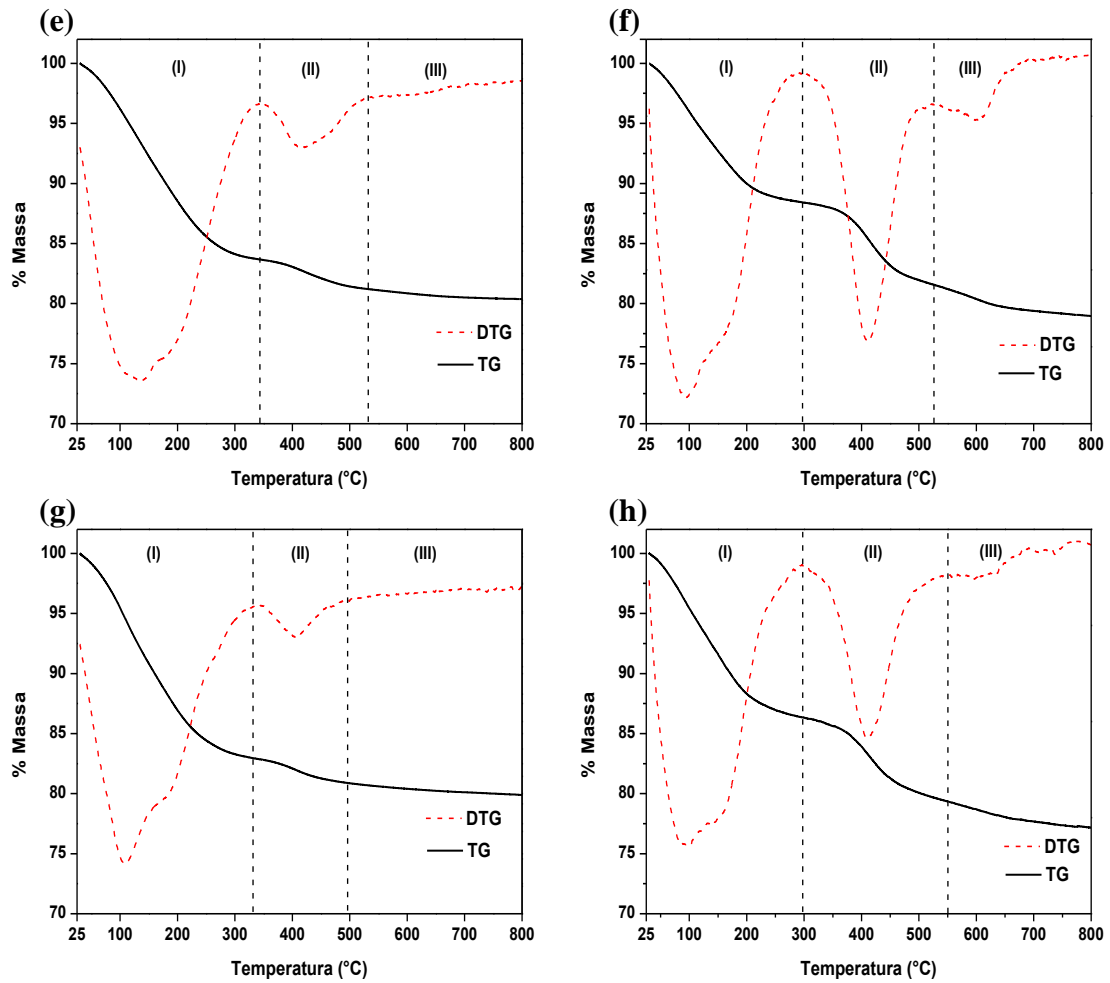 (e)
(I)
(II)
(III)
100
95
90
85
80
75
70
% Massa
DTG
TG
25 100 200 300 400 500 600 700 800
Temperatura (°C)
(f)
(I)
(II)
(III)
100
95
90
85
80
75
70
% Massa
DTG
TG
25 100 200 300 400 500 600 700 800
Temperatura (°C)
(g)
(I)
(II)
(III)
100
95
90
85
80
75
70
% Massa
DTG
TG
25 100 200 300 400 500 600 700 800
Temperatura (°C)
(h)
(I)
(II)
(III)
100
95
90
85
80
75
70
% Massa
DTG
TG
25 100 200 300 400 500 600 700 800
Temperatura (°C)